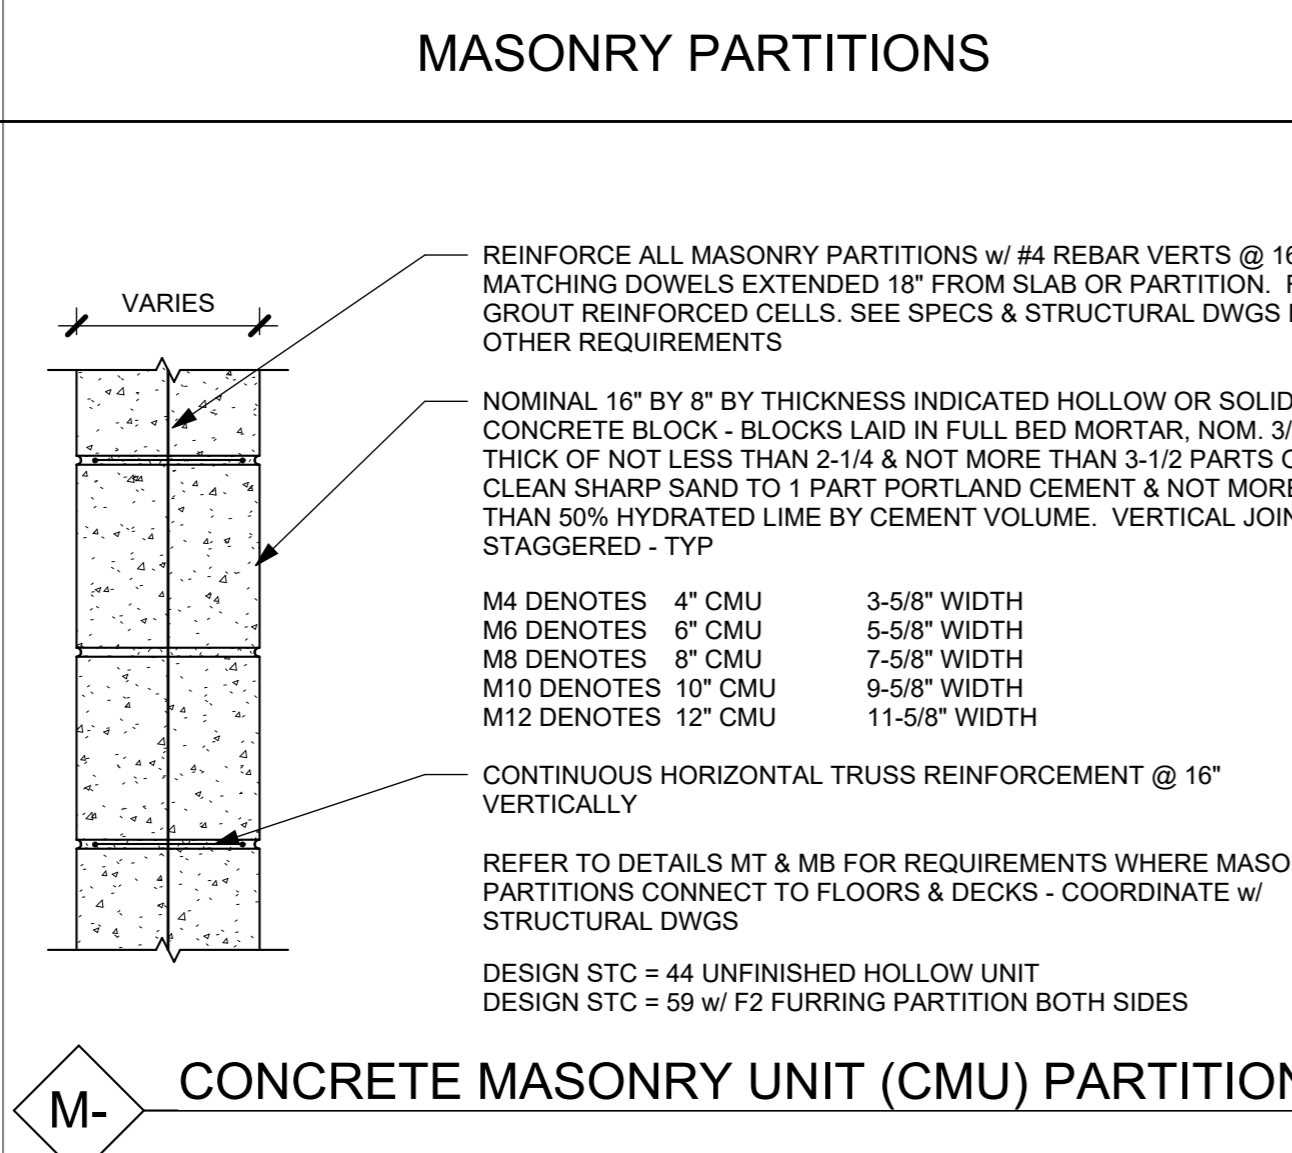 MASONRY PARTITIONS
VARIES
REINFORCE ALL MASONRY PARTITIONS w/ #4 REBAR VERTS @ 16
MATCHING DOWELS EXTENDED 18" FROM SLAB OR PARTITION.
GROUT REINFORCED CELLS. SEE SPECS & STRUCTURAL DWGS
OTHER REQUIREMENTS
NOMINAL 16" BY 8" BY THICKNESS INDICATED HOLLOW OR SOLID
CONCRETE BLOCK - BLOCKS LAID IN FULL BED MORTAR, NOM. 3/
THICK OF NOT LESS THAN 2-1/4 & NOT MORE THAN 3-1/2 PARTS
CLEAN SHARP SAND TO 1 PART PORTLAND CEMENT & NOT MORE
THAN 50% HYDRATED LIME BY CEMENT VOLUME. VERTICAL JOIN
STAGGERED - TYP
M4 DENOTES 4" CMU 3-5/8" WIDTH
M6 DENOTES 6" CMU 5-5/8" WIDTH
M8 DENOTES 8" CMU 7-5/8" WIDTH
M10 DENOTES 10" CMU 9-5/8" WIDTH
M12 DENOTES 12" CMU 11-5/8" WIDTH
CONTINUOUS HORIZONTAL TRUSS REINFORCEMENT @ 16"
VERTICALLY
REFER TO DETAILS MT & MB FOR REQUIREMENTS WHERE MASO
PARTITIONS CONNECT TO FLOORS & DECKS - COORDINATE w/
STRUCTURAL DWGS
DESIGN STC = 44 UNFINISHED HOLLOW UNIT
DESIGN STC = 59 w/ F2 FURRING PARTITION BOTH SIDES
M-
CONCRETE MASONRY UNIT (CMU) PARTITION